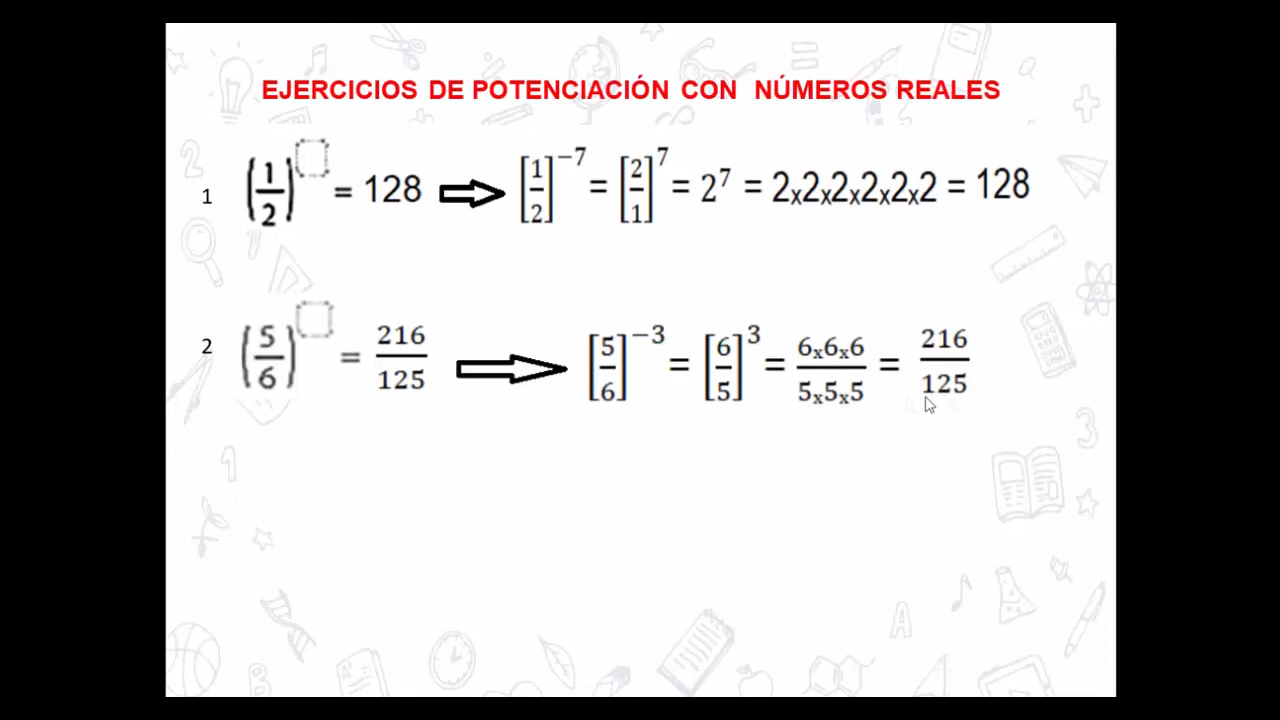 EJERCICIOS DE POTENCIACIÓN CON NÚMEROS REALES
1 (1/2)^□ = 128 ⇨ [1/2]^−7 = [2/1]^7 = 2^7 = 2x2x2x2x2x2 = 128
2 (5/6)^□ = 216/125 ⇨ [5/6]^−3 = [6/5]^3 = 6x6x6/5x5x5 = 216/125